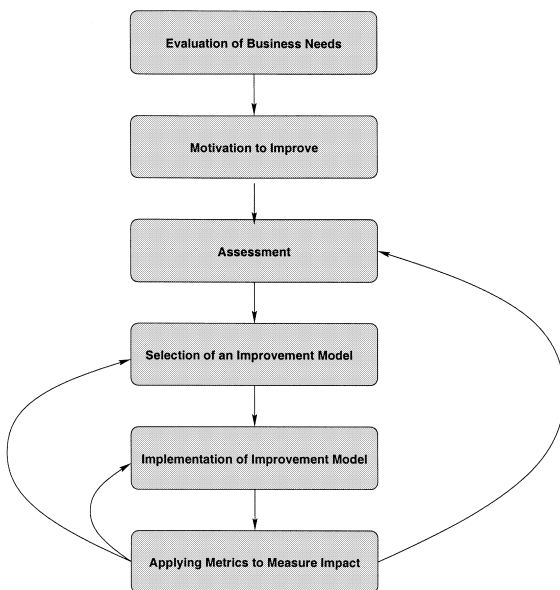 Evaluation of Business Needs
Motivation to Improve
Assessment
Selection of an Improvement Model
Implementation of Improvement Model
Applying Metrics to Measure Impact